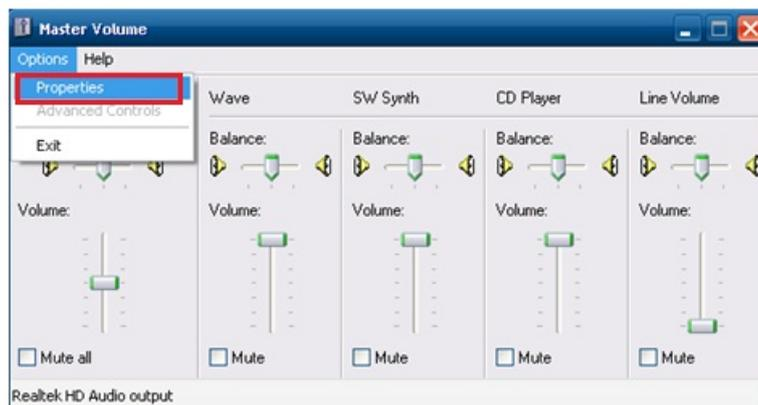 Master Volume
Options Help
Properties
Advanced Controls
Exit
Wave SW Synth CD Player Line Volume
Balance: Balance: Balance: Balance:
Volume: Volume: Volume: Volume: Volume:
Mute all Mute Mute Mute Mute
Realtek HD Audio output